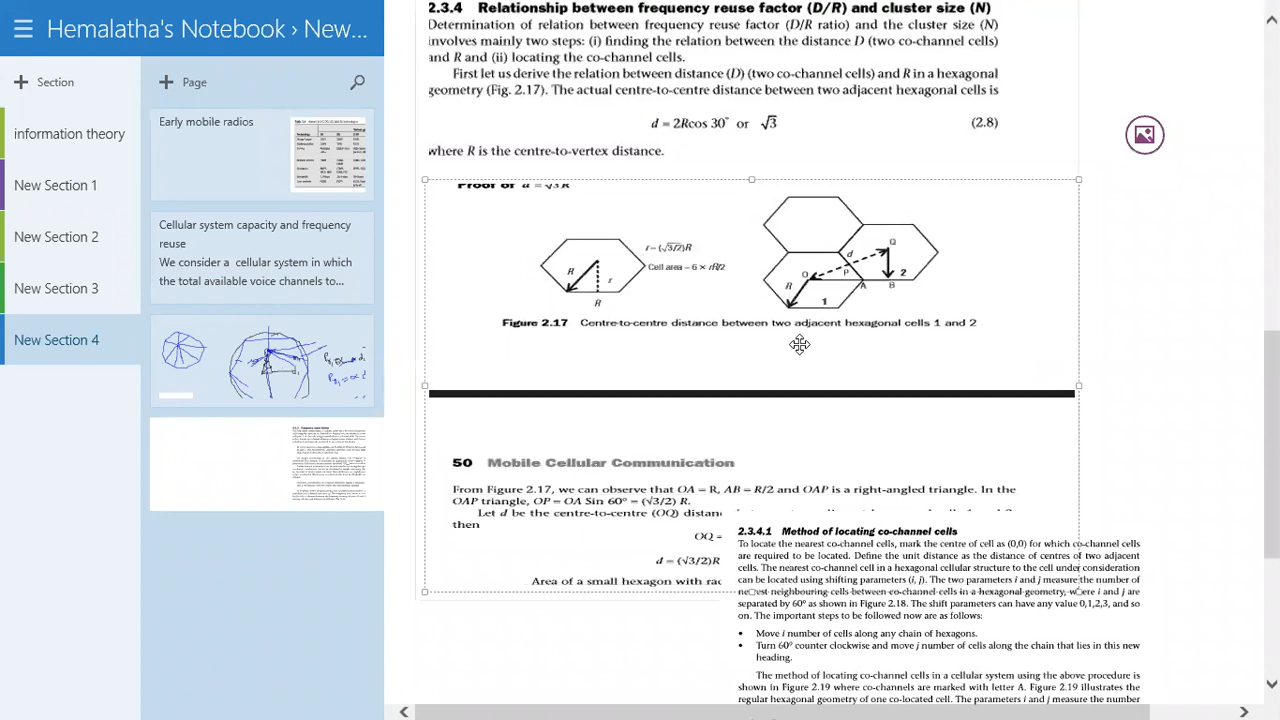 Hemalatha's Notebook › New...
Section
Page
information theory
New Section 1
New Section 2
New Section 3
New Section 4
Early mobile radios
Cellular system capacity and frequency
reuse
We consider a cellular system in which
the total available voice channels to...
2.3.4 Relationship between frequency reuse factor (D/R) and cluster size (N)
Determination of relation between frequency reuse factor (D/R ratio) and the cluster size (N)
involves mainly two steps: (i) finding the relation between the distance D (two co-channel cells)
and R and (ii) locating the co-channel cells.
First let us derive the relation between distance (D) (two co-channel cells) and R in a hexagonal
geometry (Fig. 2.17). The actual centre-to-centre distance between two adjacent hexagonal cells is
d = 2Rcos 30° or √3 (2.8)
where R is the centre-to-vertex distance.
Proof of d = √3 R
R
r
R
r – (√3/2)R
Cell area – 6 × rR/2
Q
d
O
P
2
A
B
R
1
Figure 2.17 Centre-to-centre distance between two adjacent hexagonal cells 1 and 2
50 Mobile Cellular Communication
From Figure 2.17, we can observe that OA = R, AB = R/2 and OAP is a right-angled triangle. In the
OAP triangle, OP = OA Sin 60° = (√3/2) R.
Let d be the centre-to-centre (OQ) distanc
then
OQ =
d = (√3/2)R
Area of a small hexagon with rad
2.3.4.1 Method of locating co-channel cells
To locate the nearest co-channel cells, mark the centre of cell as (0,0) for which co-channel cells
are required to be located. Define the unit distance as the distance of centres of two adjacent
cells. The nearest co-channel cell in a hexagonal cellular structure to the cell under consideration
can be located using shifting parameters (i, j). The two parameters i and j measure the number of
nearest neighbouring cells between co-channel cells in a hexagonal geometry, where i and j are
separated by 60° as shown in Figure 2.18. The shift parameters can have any value 0,1,2,3, and so
on. The important steps to be followed now are as follows:
• Move i number of cells along any chain of hexagons.
• Turn 60° counter clockwise and move j number of cells along the chain that lies in this new
heading.
The method of locating co-channel cells in a cellular system using the above procedure is
shown in Figure 2.19 where co-channels are marked with letter A. Figure 2.19 illustrates the
regular hexagonal geometry of one co-located cell. The parameters i and j measure the number